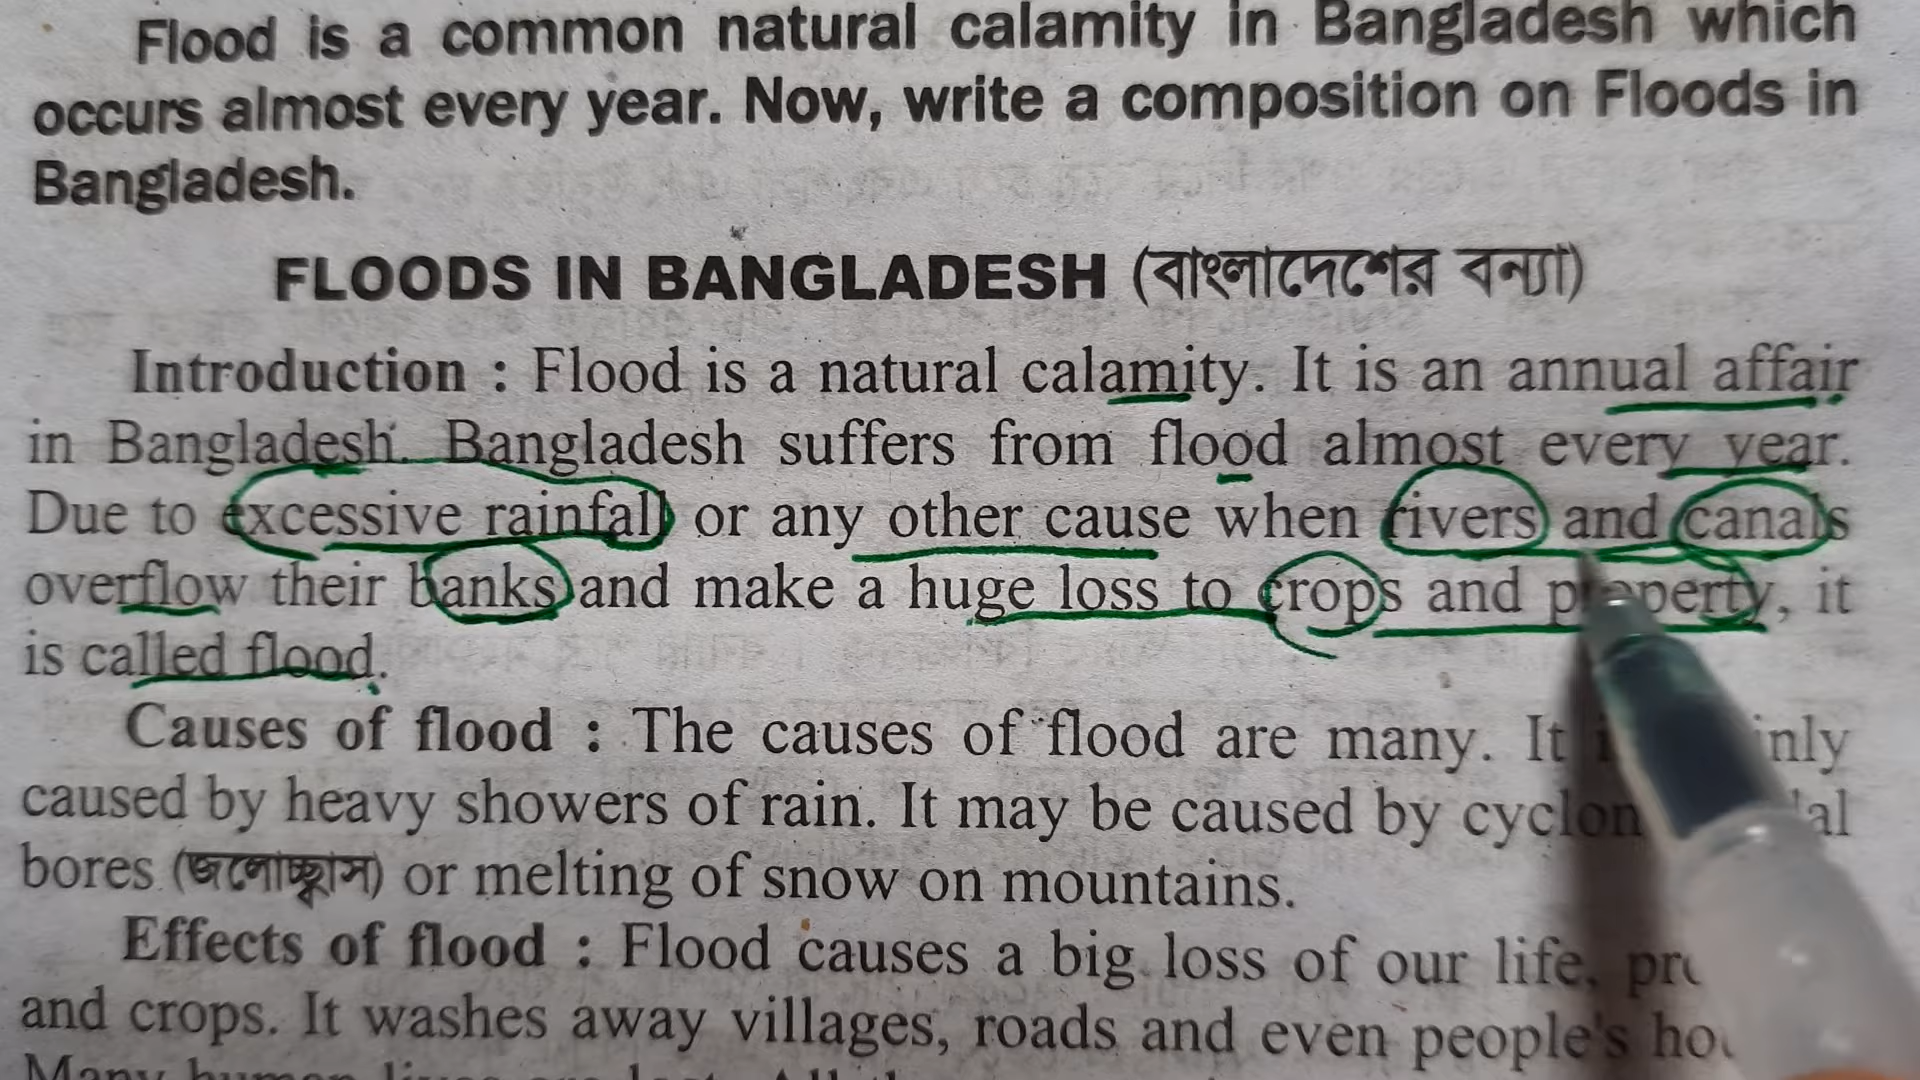 Flood is a common natural calamity in Bangladesh which
occurs almost every year. Now, write a composition on Floods in
Bangladesh.
FLOODS IN BANGLADESH (বাংলাদেশের বন্যা)
Introduction : Flood is a natural calamity. It is an annual affair
in Bangladesh. Bangladesh suffers from flood almost every year.
Due to excessive rainfall or any other cause when rivers and canals
overflow their banks and make a huge loss to crops and property, it
is called flood.
Causes of flood : The causes of flood are many. It
caused by heavy showers of rain. It may be caused by
bores (জলোচ্ছ্বাস) or melting of snow on mountains.
Effects of flood : Flood causes a big loss of our life,
and crops. It washes away villages, roads and even people's
Many human lives are lost. All